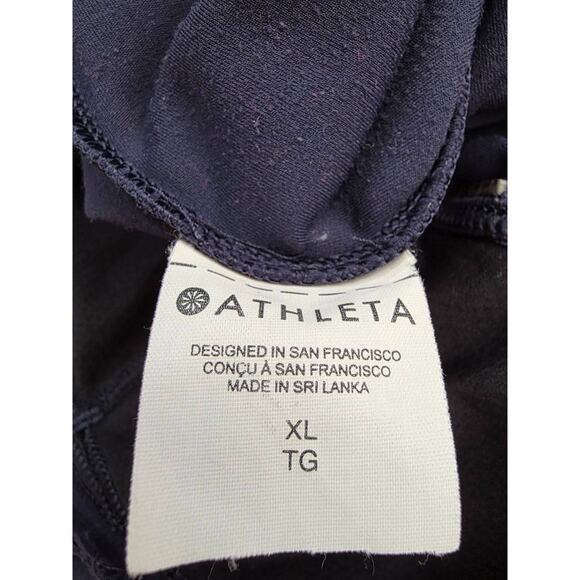 ATHLETA
DESIGNED IN SAN FRANCISCO
CONÇU À SAN FRANCISCO
MADE IN SRI LANKA
XL
TG